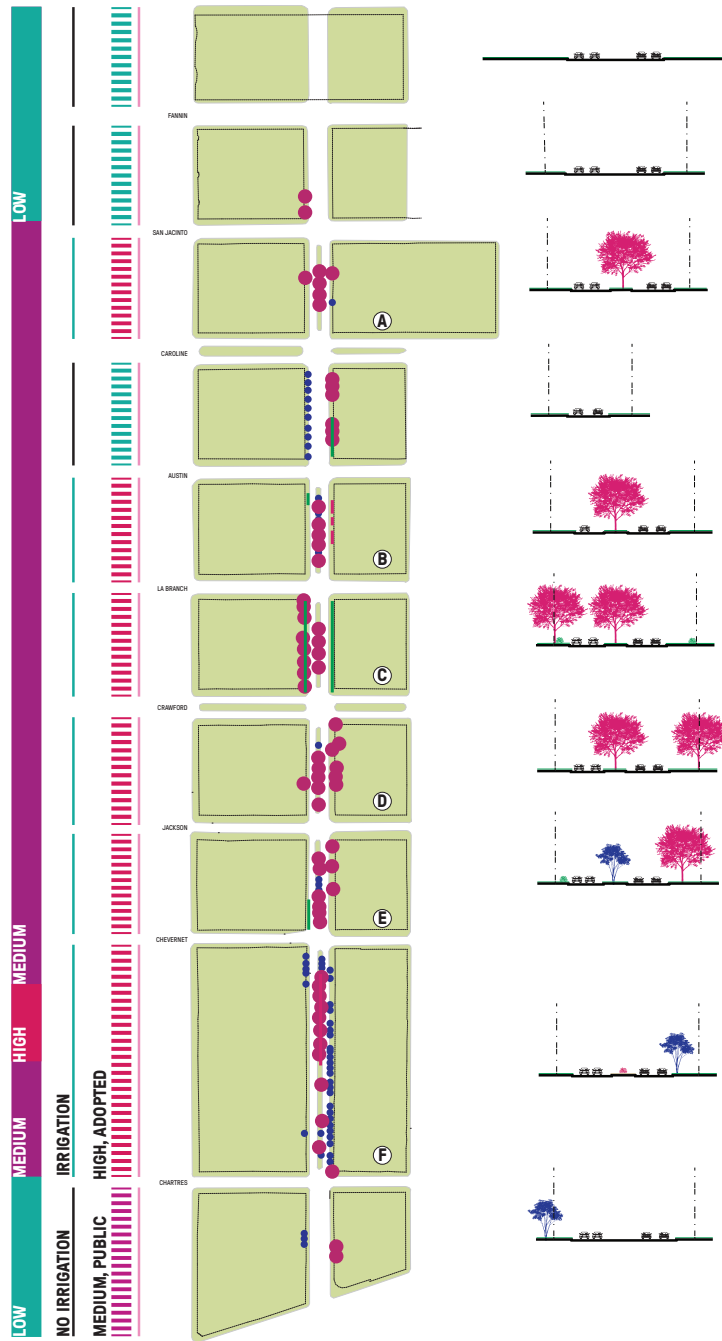 FANNIN
LOW
SAN JACINTO
A
CAROLINE
AUSTIN
B
LA BRANCH
C
CRAWFORD
D
JACKSON
E
CHEVERNET
MEDIUM
HIGH
MEDIUM
IRRIGATION
HIGH, ADOPTED
F
CHARTRES
LOW
NO IRRIGATION
MEDIUM, PUBLIC